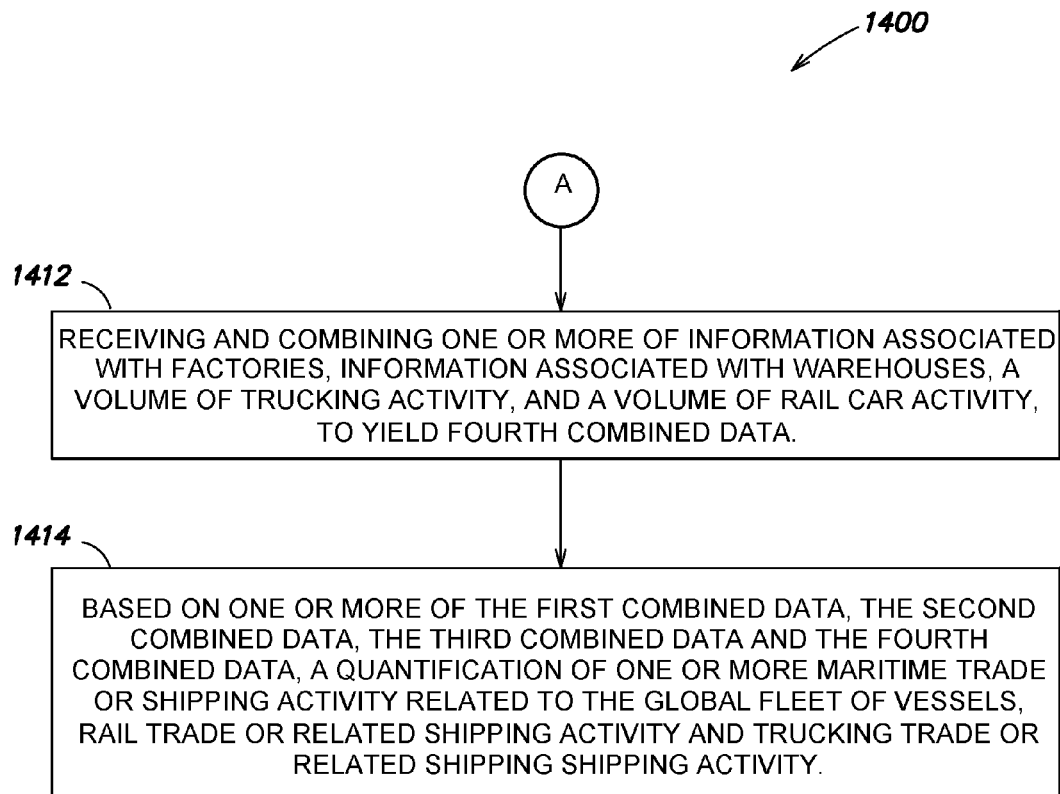 1400
A
1412
RECEIVING AND COMBINING ONE OR MORE OF INFORMATION ASSOCIATED
WITH FACTORIES, INFORMATION ASSOCIATED WITH WAREHOUSES, A
VOLUME OF TRUCKING ACTIVITY, AND A VOLUME OF RAIL CAR ACTIVITY,
TO YIELD FOURTH COMBINED DATA.
1414
BASED ON ONE OR MORE OF THE FIRST COMBINED DATA, THE SECOND
COMBINED DATA, THE THIRD COMBINED DATA AND THE FOURTH
COMBINED DATA, A QUANTIFICATION OF ONE OR MORE MARITIME TRADE
OR SHIPPING ACTIVITY RELATED TO THE GLOBAL FLEET OF VESSELS,
RAIL TRADE OR RELATED SHIPPING ACTIVITY AND TRUCKING TRADE OR
RELATED SHIPPING SHIPPING ACTIVITY.